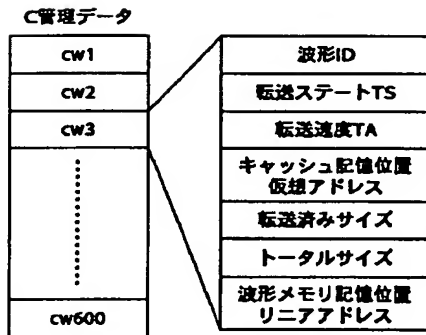 C管理データ
cw1
cw2
cw3
cw600
波形ID
転送ステートTS
転送速度TA
キャッシュ記憶位置
仮想アドレス
転送済みサイズ
トータルサイズ
波形メモリ記憶位置
リニアアドレス